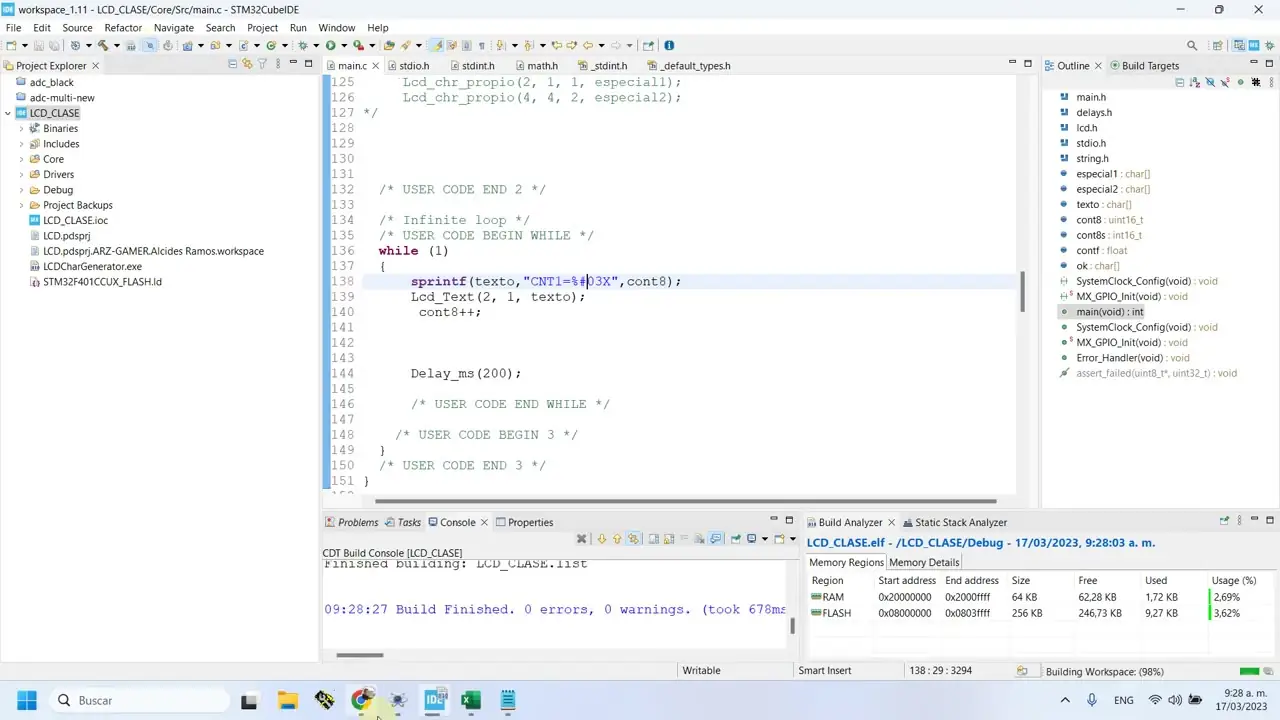 workspace_1.11 - LCD_CLASE/Core/Src/main.c - STM32CubeIDE
File Edit Source Refactor Navigate Search Project Run Window Help
Project Explorer
adc_black
adc-multi-new
LCD_CLASE
Binaries
Includes
Core
Drivers
Debug
Project Backups
LCD_CLASE.ioc
LCD.pdsprj
LCD.pdsprj.ARZ-GAMER.Alcides Ramos.workspace
LCDCharGenerator.exe
STM32F401CCUX_FLASH.ld
main.c stdio.h stdint.h math.h _stdint.h _default_types.h
125 Lcd_chr_propio(2, 1, 1, especial1);
126 Lcd_chr_propio(4, 4, 2, especial2);
127 */
128
129
130
131
132 /* USER CODE END 2 */
133
134 /* Infinite loop */
135 /* USER CODE BEGIN WHILE */
136 while (1)
137 {
138 sprintf(texto,"CNT1=%#03X",cont8);
139 Lcd_Text(2, 1, texto);
140 cont8++;
141
142
143
144 Delay_ms(200);
145
146 /* USER CODE END WHILE */
147
148 /* USER CODE BEGIN 3 */
149 }
150 /* USER CODE END 3 */
151 }
Outline Build Targets
main.h
delays.h
lcd.h
stdio.h
string.h
especial1 : char[]
especial2 : char[]
texto : char[]
cont8 : uint16_t
cont8s : int16_t
contf : float
ok : char[]
SystemClock_Config(void) : void
MX_GPIO_Init(void) : void
main(void) : int
SystemClock_Config(void) : void
MX_GPIO_Init(void) : void
Error_Handler(void) : void
assert_failed(uint8_t*, uint32_t) : void
Problems Tasks Console Properties
CDT Build Console [LCD_CLASE]
Finished building: LCD_CLASE.list
09:28:27 Build Finished. 0 errors, 0 warnings. (took 678ms
Build Analyzer Static Stack Analyzer
LCD_CLASE.elf - /LCD_CLASE/Debug - 17/03/2023, 9:28:03 a. m.
Memory Regions Memory Details
Region Start address End address Size Free Used Usage (%)
RAM 0x20000000 0x2000ffff 64 KB 62,28 KB 1,72 KB 2,69%
FLASH 0x08000000 0x0803ffff 256 KB 246,73 KB 9,27 KB 3,62%
Writable Smart Insert 138 : 29 : 3294 Building Workspace: (98%)
Buscar
ENG
9:28 a. m.
17/03/2023